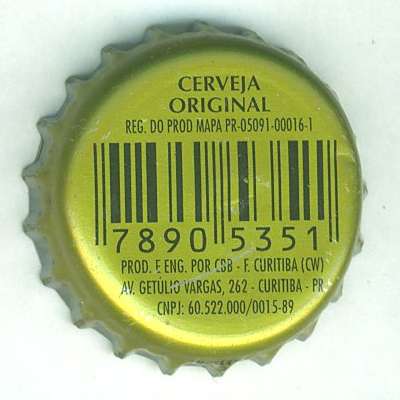 CERVEJA
ORIGINAL
REG. DO PROD MAPA PR-05091-00016-1
7890 5351
PROD. E ENG. POR CBB - F. CURITIBA (CW)
AV. GETÚLIO VARGAS, 262 - CURITIBA - PR
CNPJ: 60.522.000/0015-89